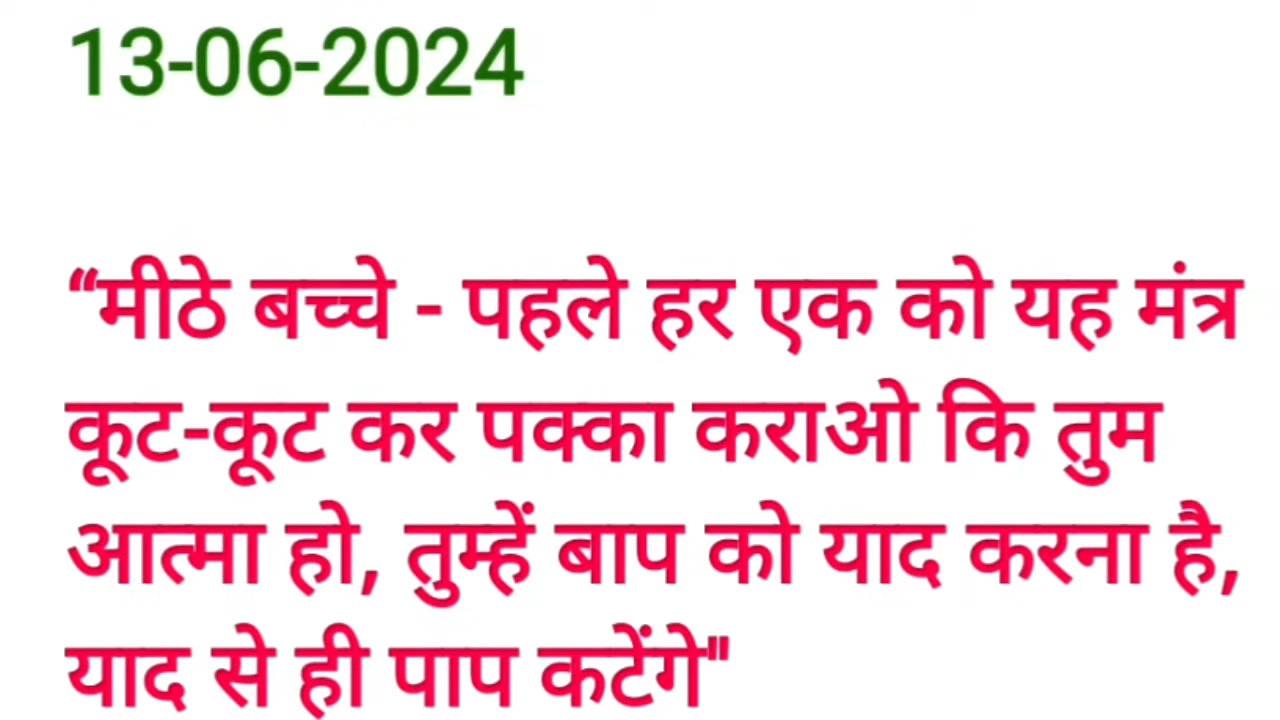 13-06-2024
“मीठे बच्चे - पहले हर एक को यह मंत्र
कूट-कूट कर पक्का कराओ कि तुम
आत्मा हो, तुम्हें बाप को याद करना है,
याद से ही पाप कटेंगे"